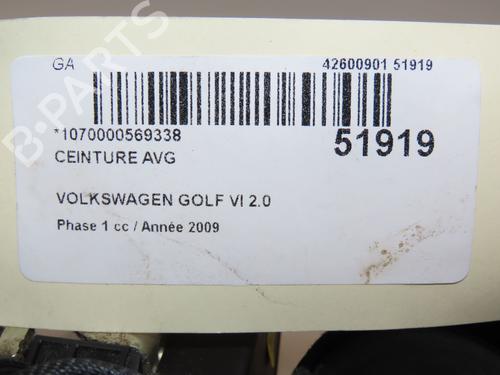 GA 42600901 51919
*1070000569338 51919
CEINTURE AVG
VOLKSWAGEN GOLF VI 2.0
Phase 1 cc / Année 2009
B-PARTS